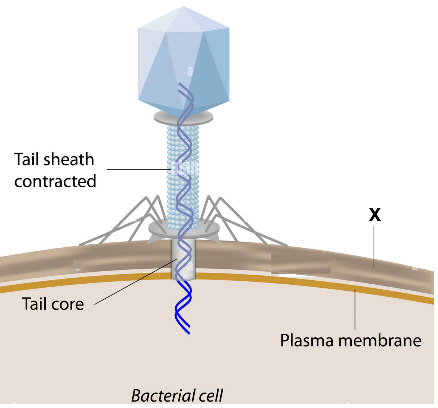 Tail sheath
contracted
X
Tail core
Plasma membrane
Bacterial cell